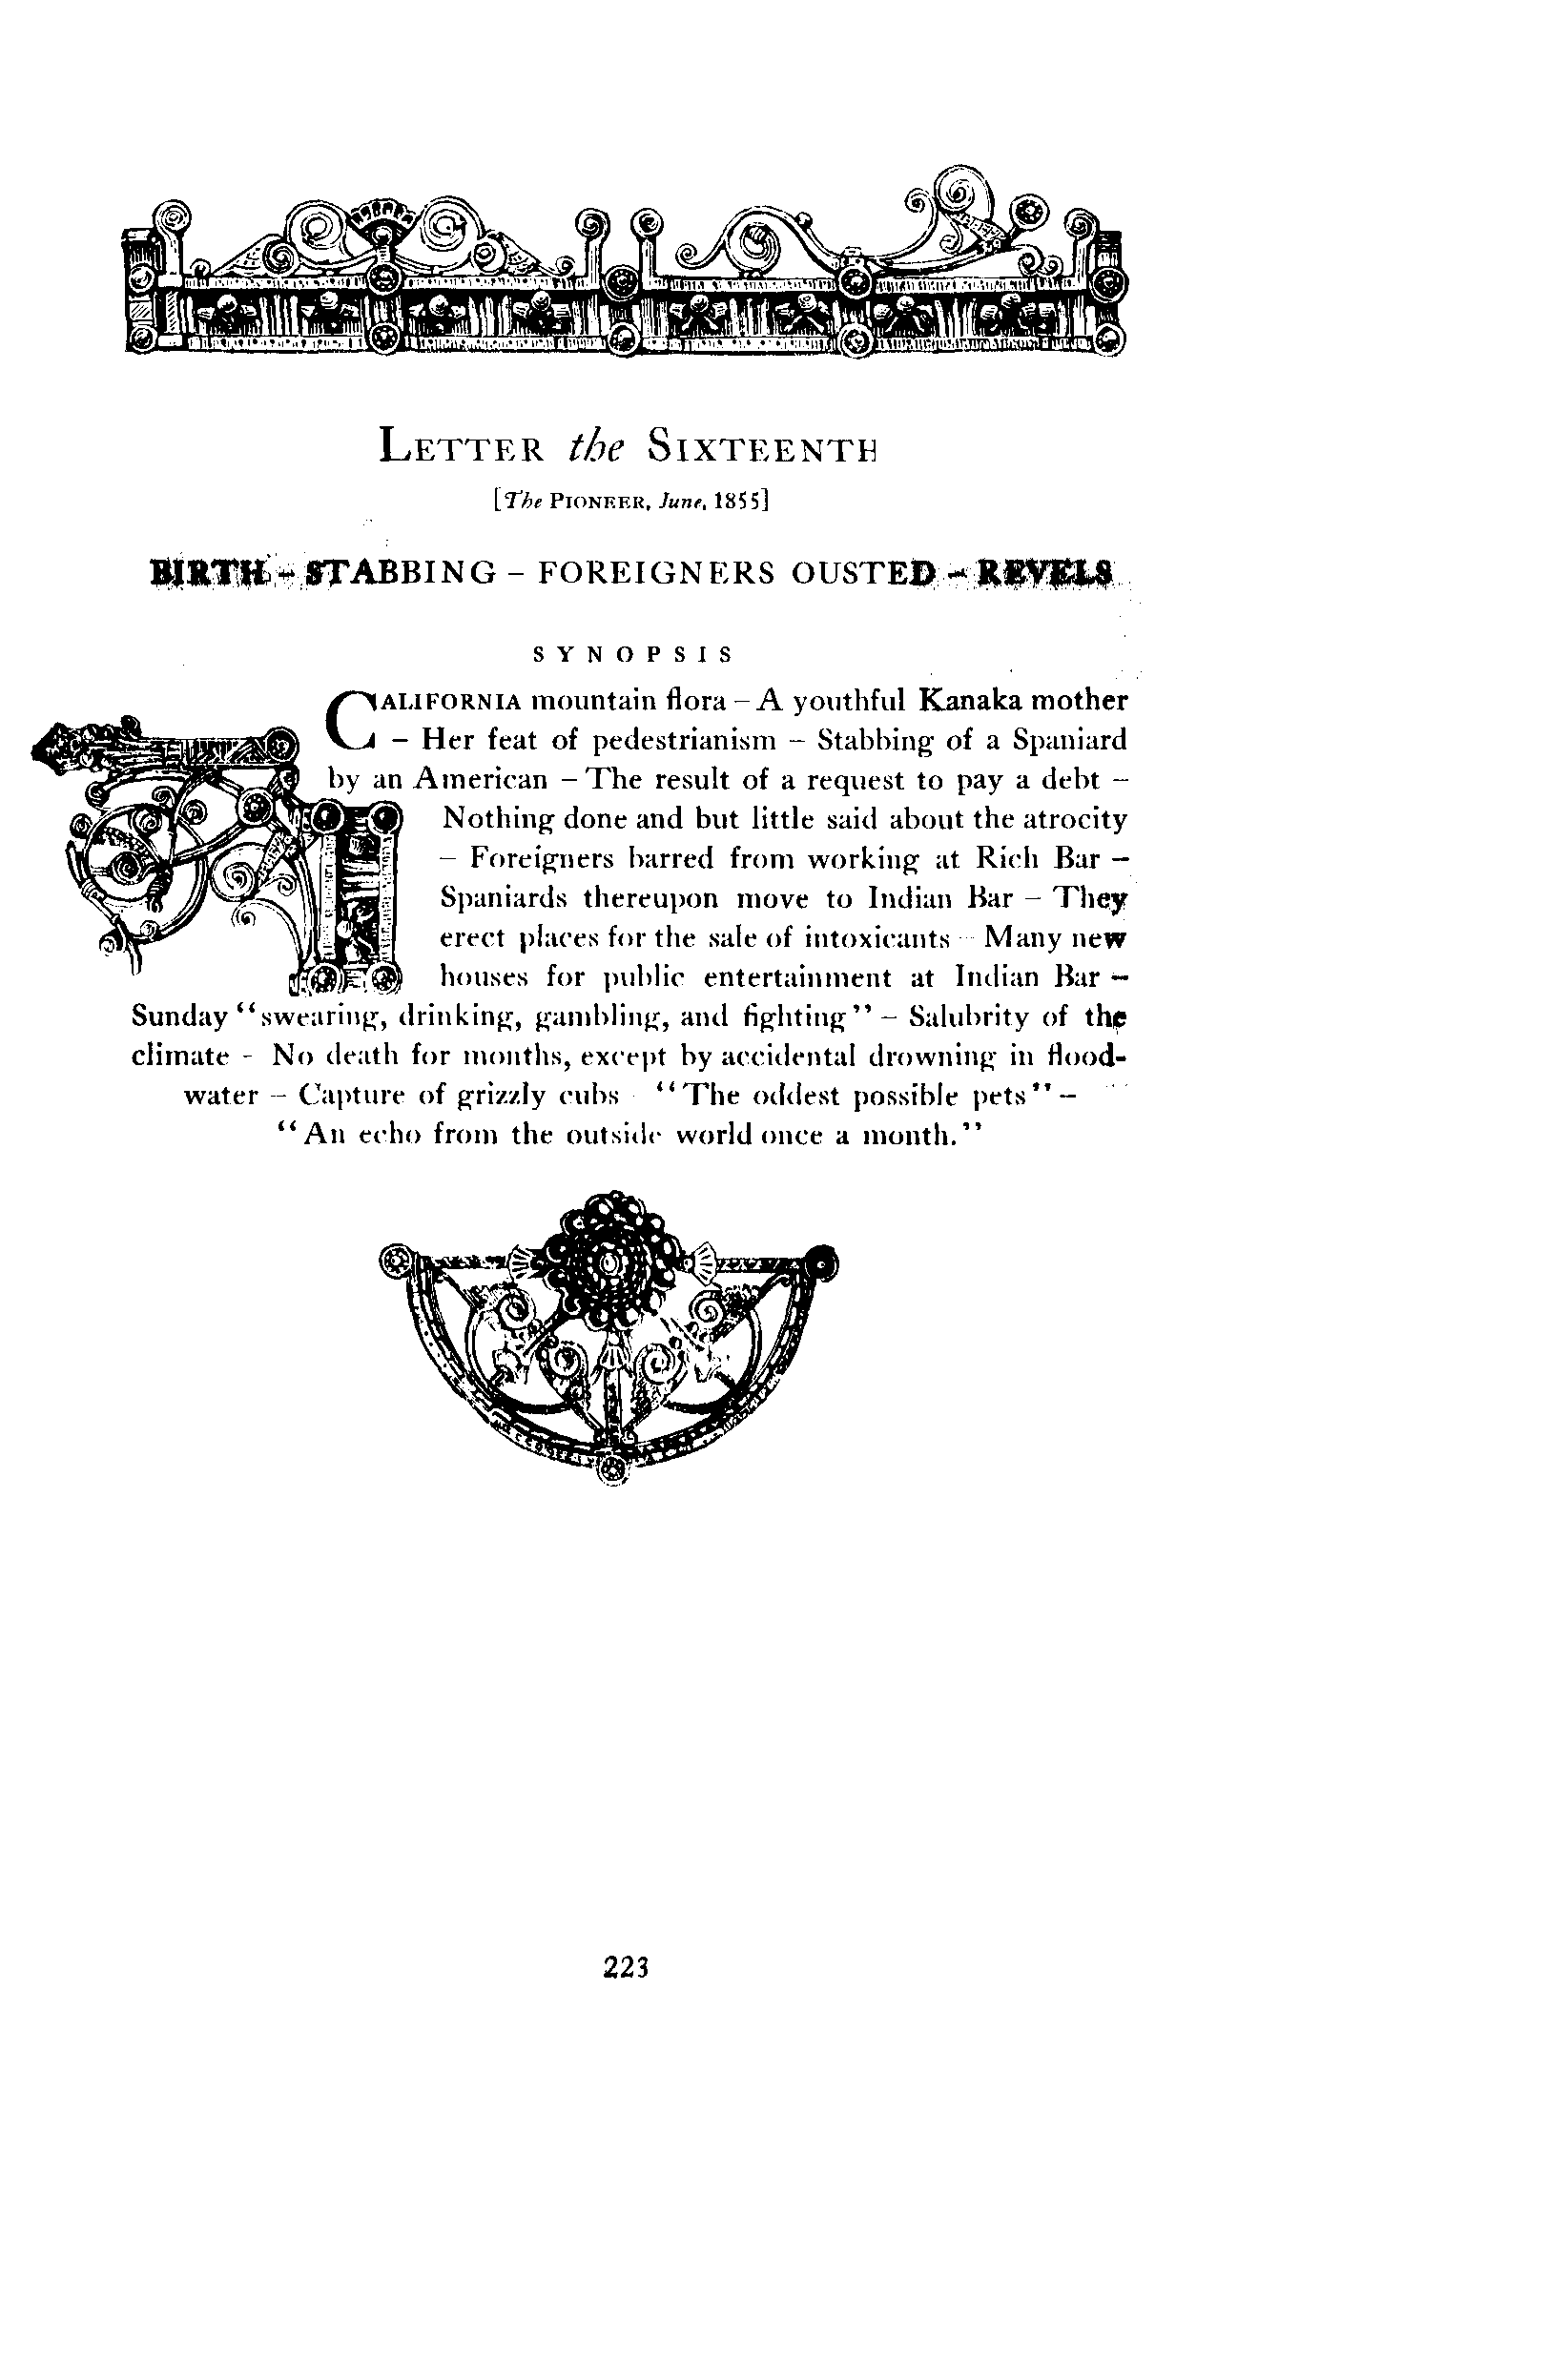 LETTER the SIXTEENTH
[The PIONEER, June, 1855]
BIRTH – STABBING – FOREIGNERS OUSTED – REVELS
SYNOPSIS
CALIFORNIA mountain flora – A youthful Kanaka mother
– Her feat of pedestrianism – Stabbing of a Spaniard
by an American – The result of a request to pay a debt –
Nothing done and but little said about the atrocity
– Foreigners barred from working at Rich Bar –
Spaniards thereupon move to Indian Bar – They
erect places for the sale of intoxicants – Many new
houses for public entertainment at Indian Bar –
Sunday “swearing, drinking, gambling, and fighting” – Salubrity of the
climate – No death for months, except by accidental drowning in flood-
water – Capture of grizzly cubs “The oddest possible pets” –
“An echo from the outside world once a month.”
223